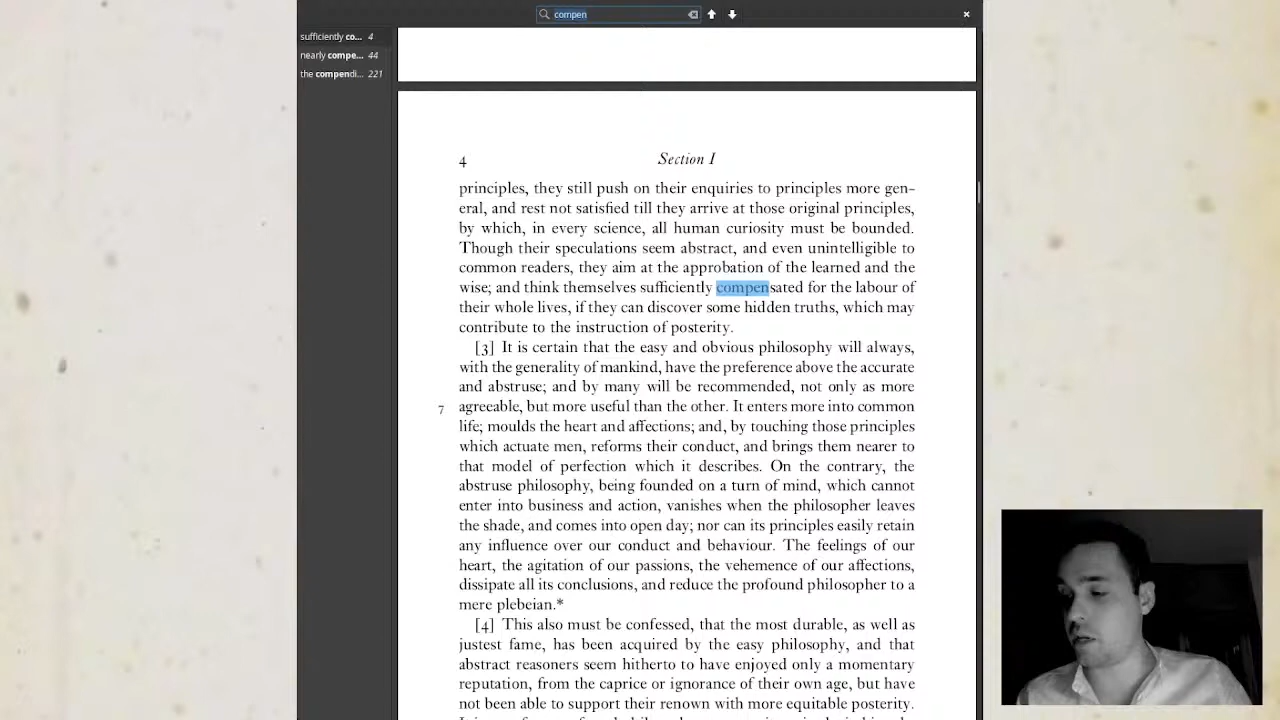 compen
sufficiently co... 4
nearly compe... 44
the compendi... 221
4 Section I
principles, they still push on their enquiries to principles more gen-
eral, and rest not satisfied till they arrive at those original principles,
by which, in every science, all human curiosity must be bounded.
Though their speculations seem abstract, and even unintelligible to
common readers, they aim at the approbation of the learned and the
wise; and think themselves sufficiently compensated for the labour of
their whole lives, if they can discover some hidden truths, which may
contribute to the instruction of posterity.
[3] It is certain that the easy and obvious philosophy will always,
with the generality of mankind, have the preference above the accurate
and abstruse; and by many will be recommended, not only as more
7 agreeable, but more useful than the other. It enters more into common
life; moulds the heart and affections; and, by touching those principles
which actuate men, reforms their conduct, and brings them nearer to
that model of perfection which it describes. On the contrary, the
abstruse philosophy, being founded on a turn of mind, which cannot
enter into business and action, vanishes when the philosopher leaves
the shade, and comes into open day; nor can its principles easily retain
any influence over our conduct and behaviour. The feelings of our
heart, the agitation of our passions, the vehemence of our affections,
dissipate all its conclusions, and reduce the profound philosopher to a
mere plebeian.*
[4] This also must be confessed, that the most durable, as well as
justest fame, has been acquired by the easy philosophy, and that
abstract reasoners seem hitherto to have enjoyed only a momentary
reputation, from the caprice or ignorance of their own age, but have
not been able to support their renown with more equitable posterity.